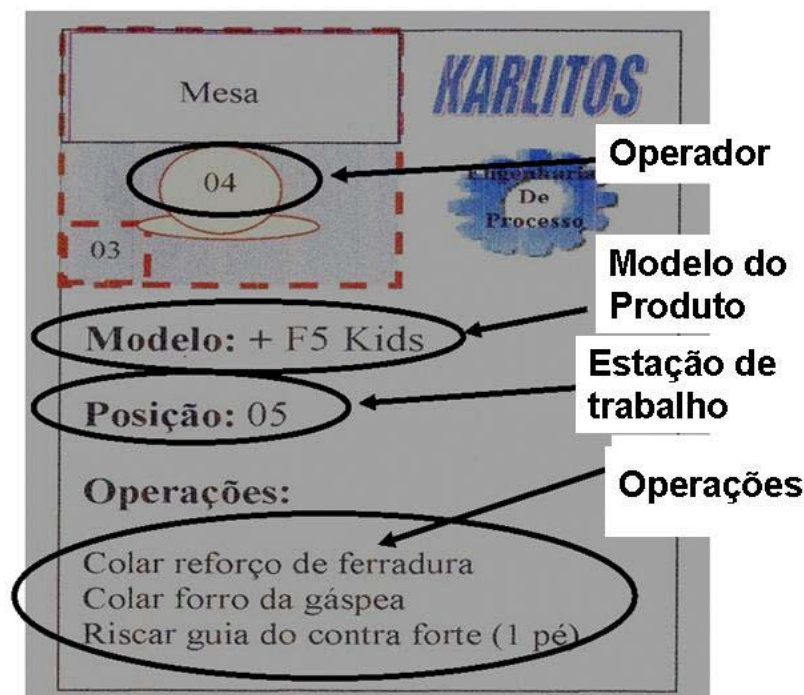 Mesa
KARLITOS
04
Operador
Engenharia
De
Processo
03
Modelo do
Produto
Modelo: + F5 Kids
Estação de
trabalho
Posição: 05
Operações:
Operações
Colar reforço de ferradura
Colar forro da gáspea
Riscar guia do contra forte (1 pé)